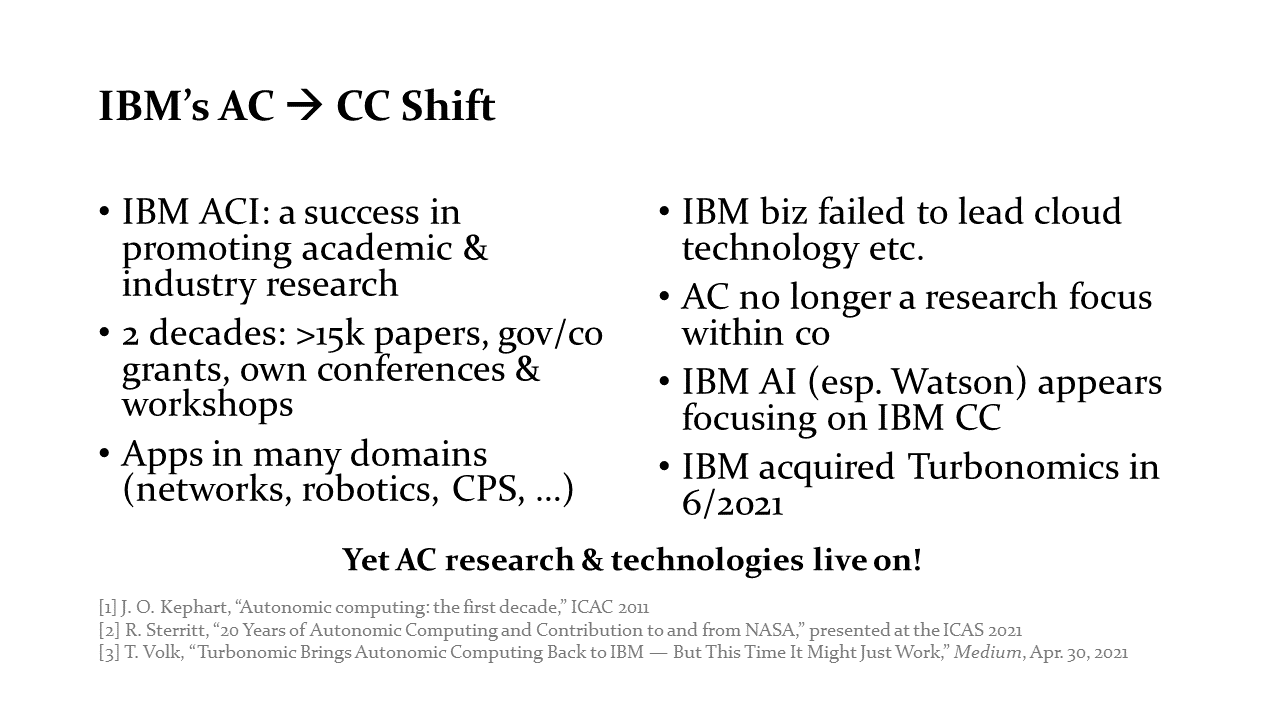 IBM’s AC → CC Shift
• IBM ACI: a success in
promoting academic &
industry research
• 2 decades: >15k papers, gov/co
grants, own conferences &
workshops
• Apps in many domains
(networks, robotics, CPS, …)
• IBM biz failed to lead cloud
technology etc.
• AC no longer a research focus
within co
• IBM AI (esp. Watson) appears
focusing on IBM CC
• IBM acquired Turbonomics in
6/2021
Yet AC research & technologies live on!
[1] J. O. Kephart, “Autonomic computing: the first decade,” ICAC 2011
[2] R. Sterritt, “20 Years of Autonomic Computing and Contribution to and from NASA,” presented at the ICAS 2021
[3] T. Volk, “Turbonomic Brings Autonomic Computing Back to IBM — But This Time It Might Just Work,” Medium, Apr. 30, 2021